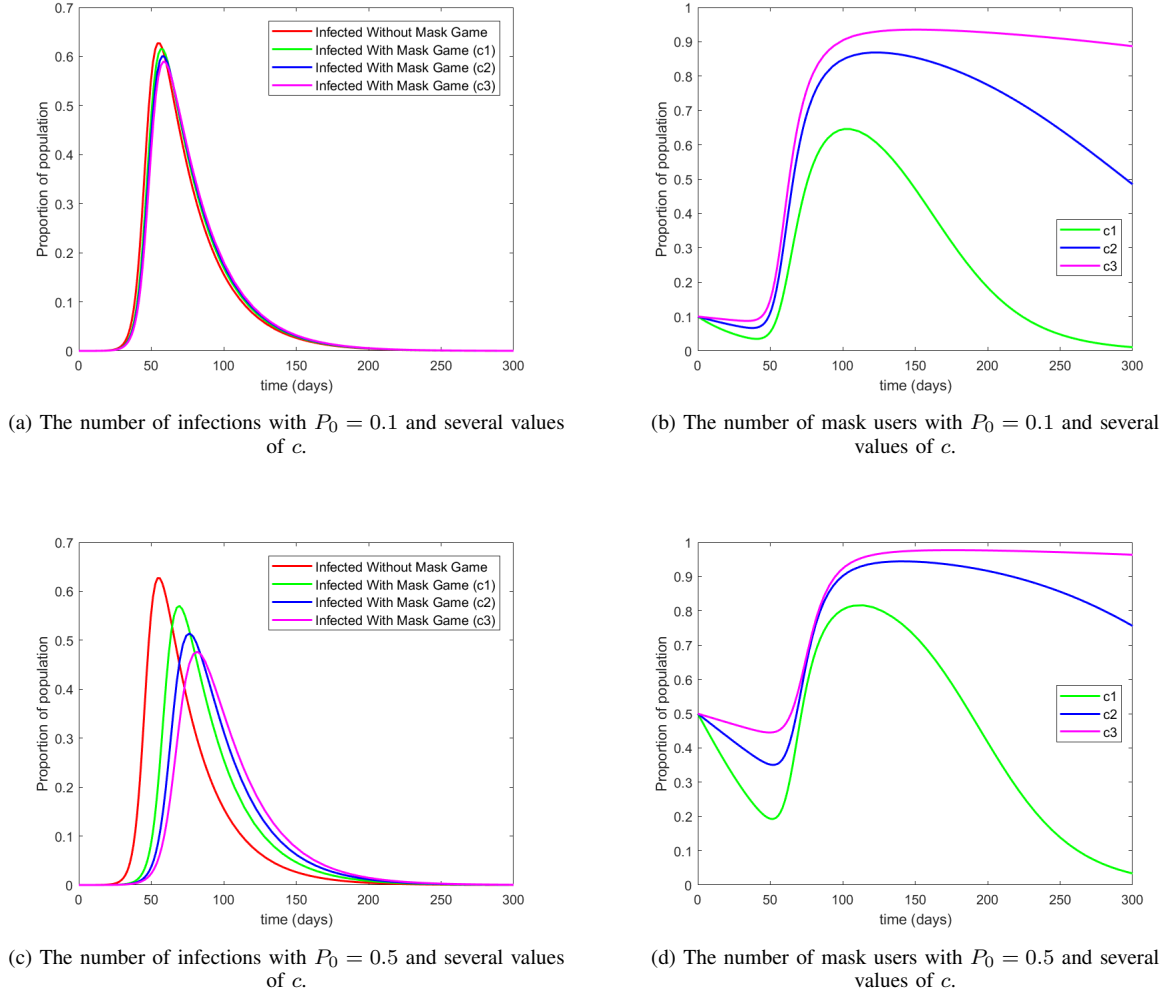 Proportion of population
0.7
0.6
0.5
0.4
0.3
0.2
0.1
0
0 50 100 150 200 250 300
time (days)
Infected Without Mask Game
Infected With Mask Game (c1)
Infected With Mask Game (c2)
Infected With Mask Game (c3)
(a) The number of infections with P₀ = 0.1 and several values
of c.
Proportion of population
1
0.9
0.8
0.7
0.6
0.5
0.4
0.3
0.2
0.1
0
0 50 100 150 200 250 300
time (days)
c1
c2
c3
(b) The number of mask users with P₀ = 0.1 and several
values of c.
Proportion of population
0.7
0.6
0.5
0.4
0.3
0.2
0.1
0
0 50 100 150 200 250 300
time (days)
Infected Without Mask Game
Infected With Mask Game (c1)
Infected With Mask Game (c2)
Infected With Mask Game (c3)
(c) The number of infections with P₀ = 0.5 and several values
of c.
Proportion of population
1
0.9
0.8
0.7
0.6
0.5
0.4
0.3
0.2
0.1
0
0 50 100 150 200 250 300
time (days)
c1
c2
c3
(d) The number of mask users with P₀ = 0.5 and several
values of c.